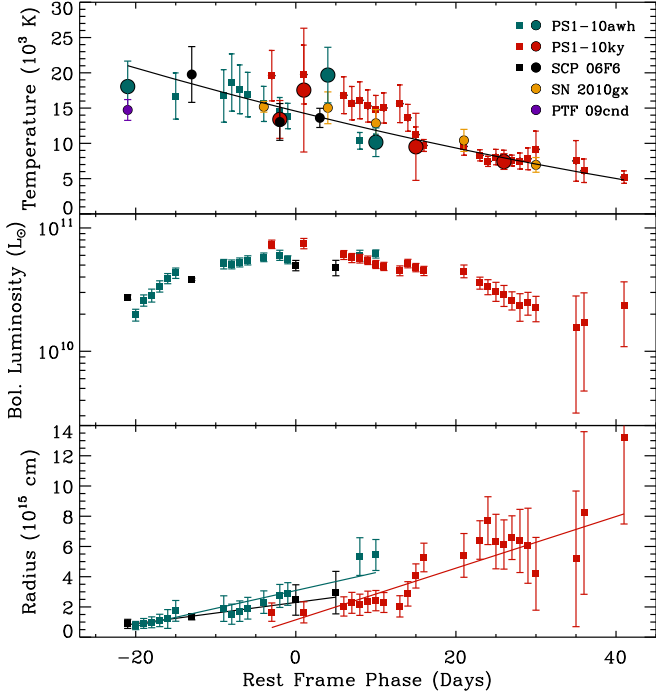 30
25
20
15
10
5
0
Temperature (10³ K)
PS1-10awh
PS1-10ky
SCP 06F6
SN 2010gx
PTF 09cnd
10¹¹
10¹⁰
Bol. Luminosity (L☉)
14
12
10
8
6
4
2
0
Radius (10¹⁵ cm)
−20
0
20
40
Rest Frame Phase (Days)